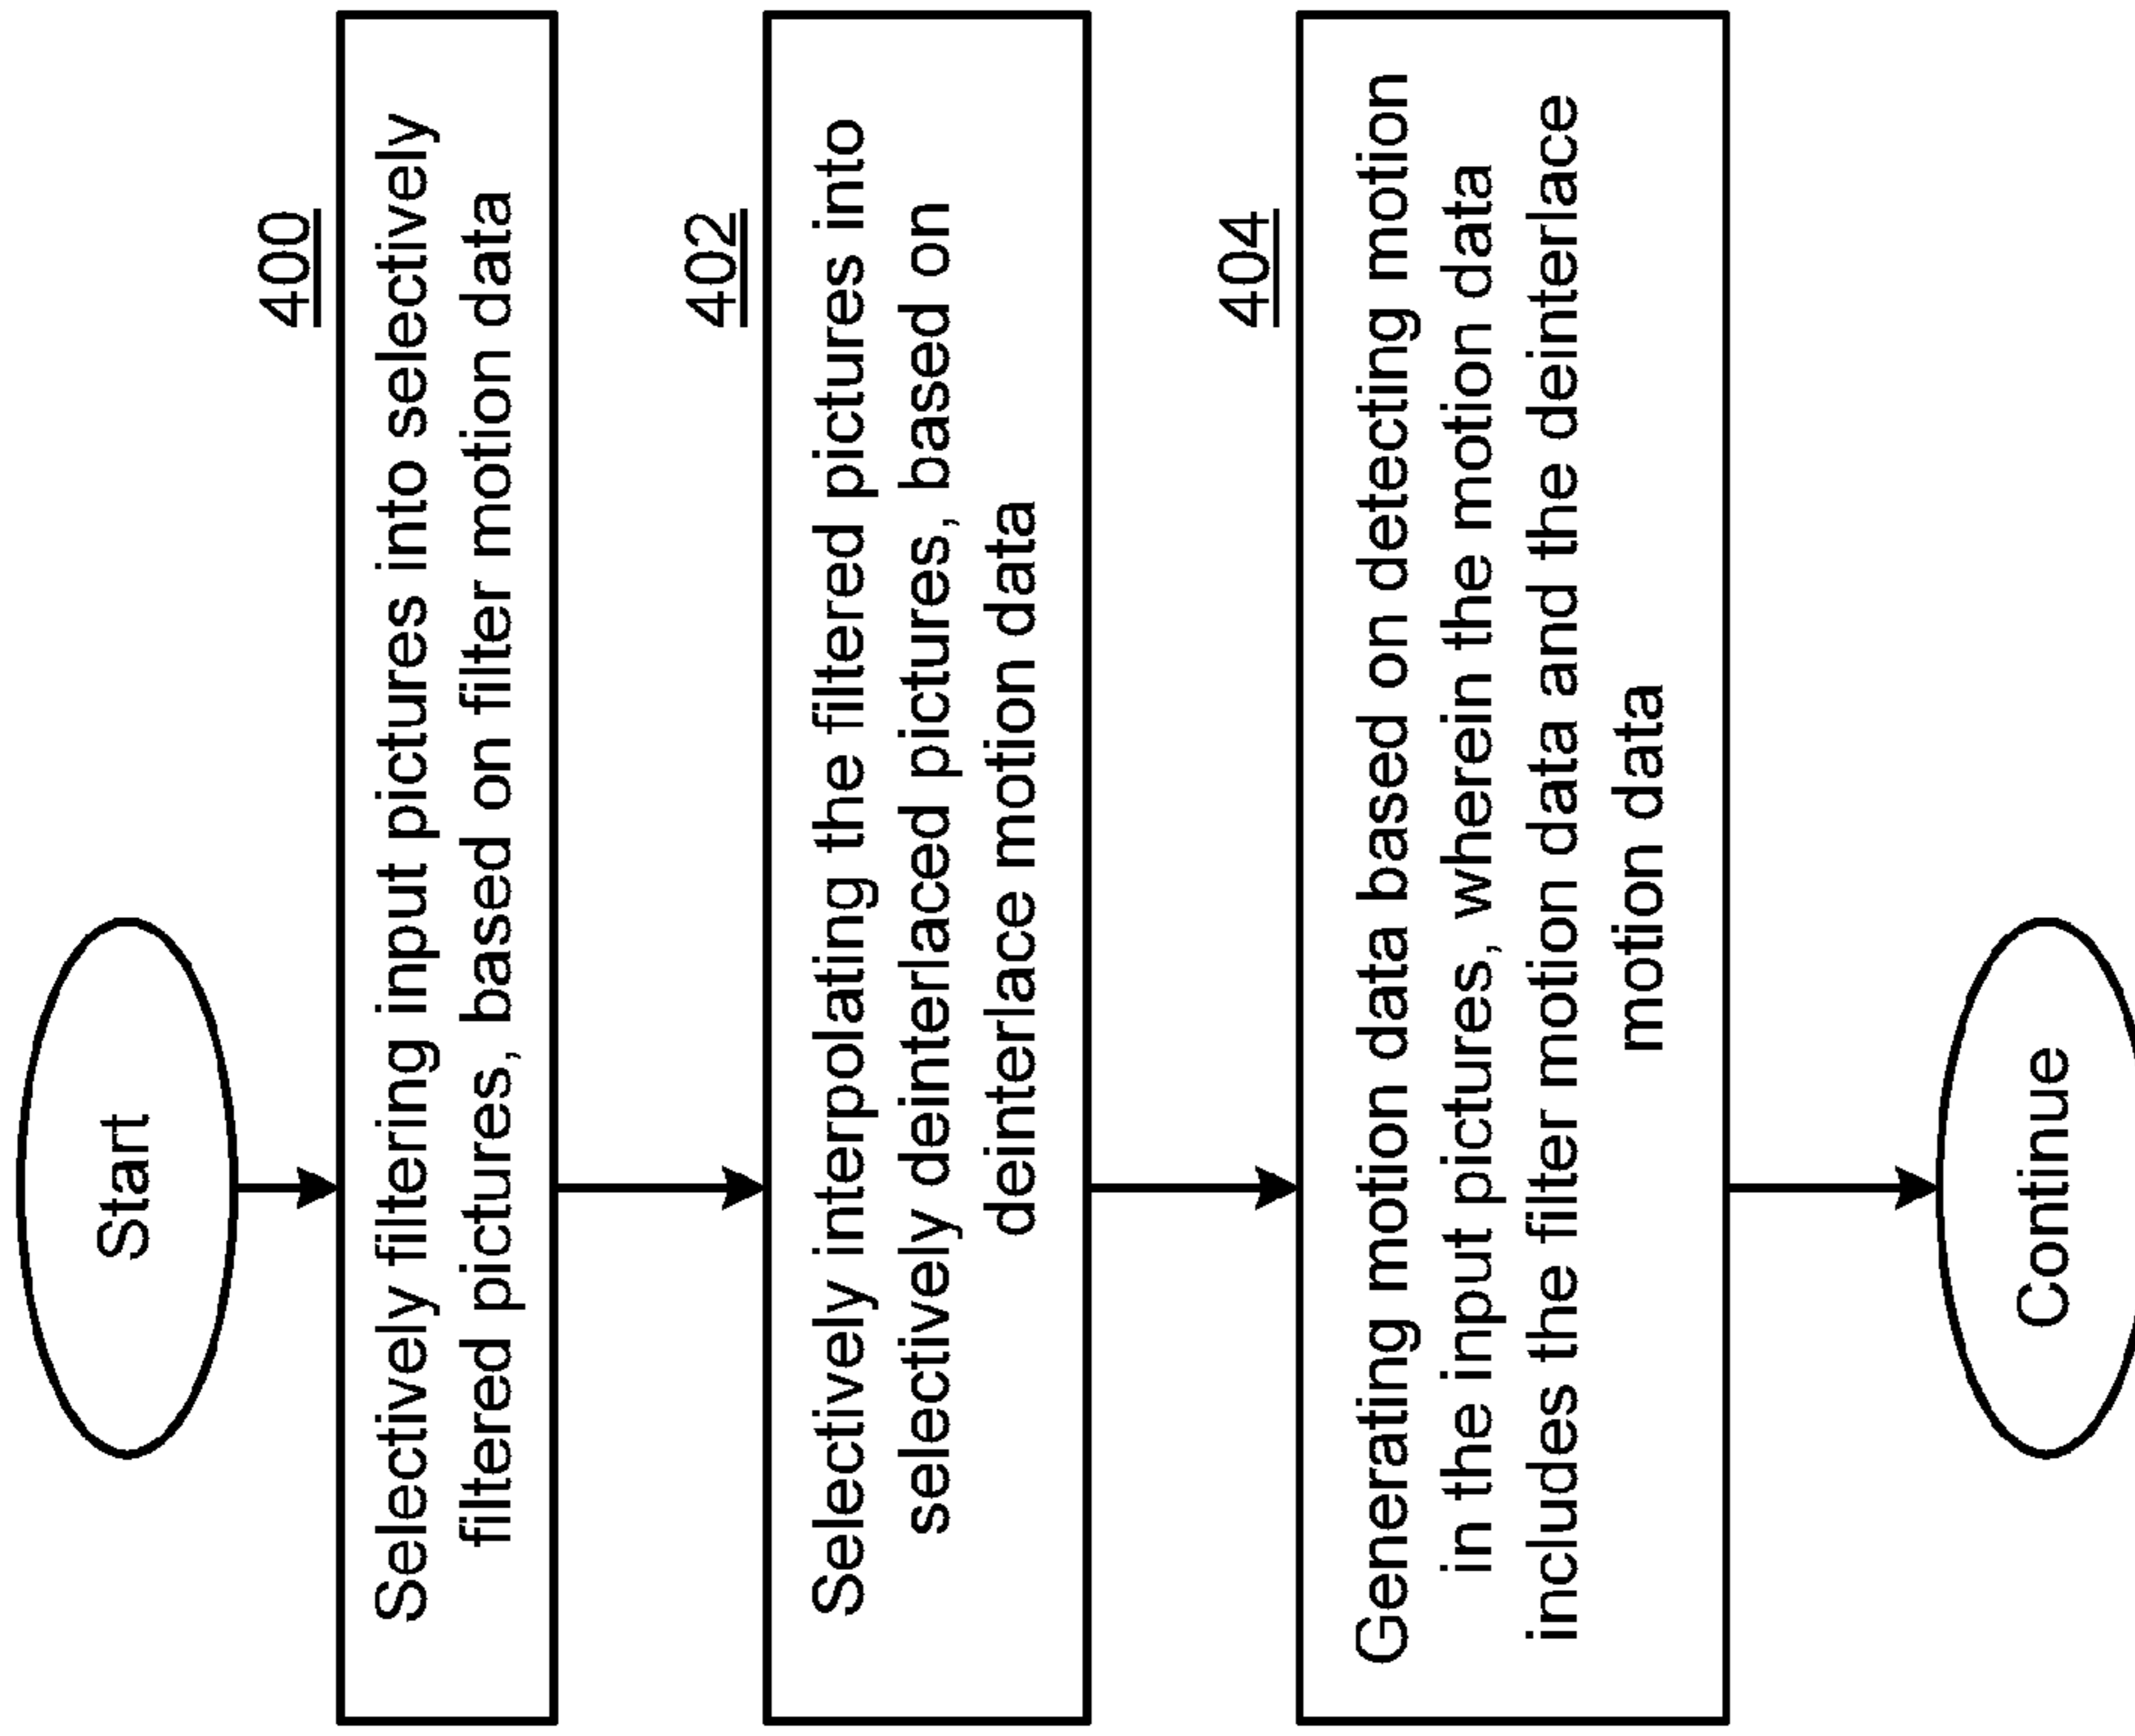 Start
400
Selectively filtering input pictures into selectively
filtered pictures, based on filter motion data
402
Selectively interpolating the filtered pictures into
selectively deinterlaced pictures, based on
deinterlace motion data
404
Generating motion data based on detecting motion
in the input pictures, wherein the motion data
includes the filter motion data and the deinterlace
motion data
Continue